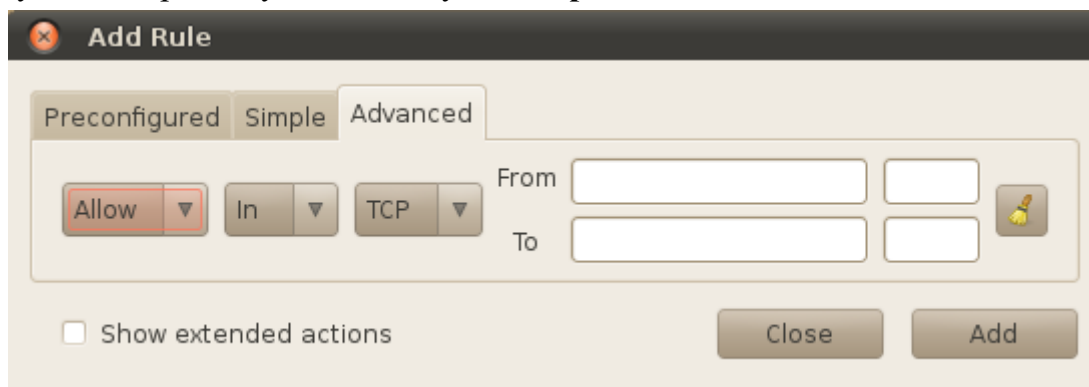 Add Rule
Preconfigured Simple Advanced
Allow In TCP From
To
Show extended actions Close Add